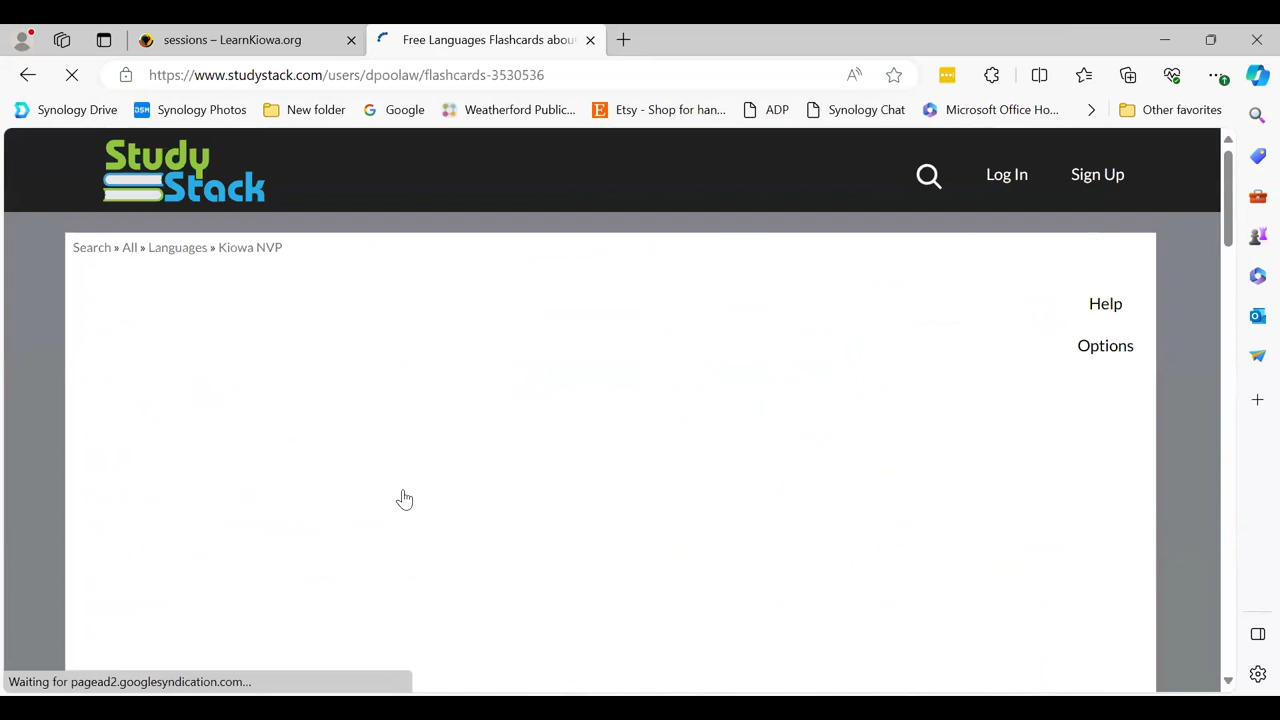 sessions – LearnKiowa.org
Free Languages Flashcards abou
https://www.studystack.com/users/dpoolaw/flashcards-3530536
Synology Drive
Synology Photos
New folder
Google
Weatherford Public...
Etsy - Shop for han...
ADP
Synology Chat
Microsoft Office Ho...
Other favorites
Study
Stack
Log In
Sign Up
Search » All » Languages » Kiowa NVP
Help
Options
Waiting for pagead2.googlesyndication.com...